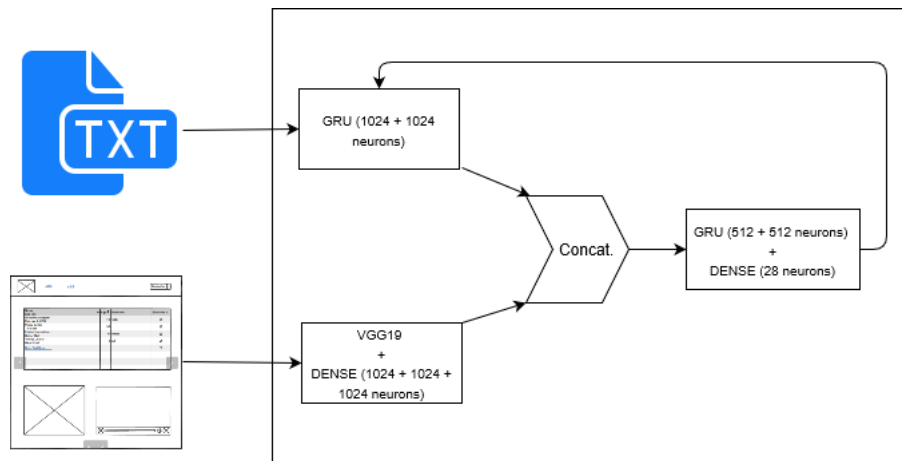 TXT
GRU (1024 + 1024
neurons)
Concat.
GRU (512 + 512 neurons)
+
DENSE (28 neurons)
VGG19
+
DENSE (1024 + 1024 +
1024 neurons)